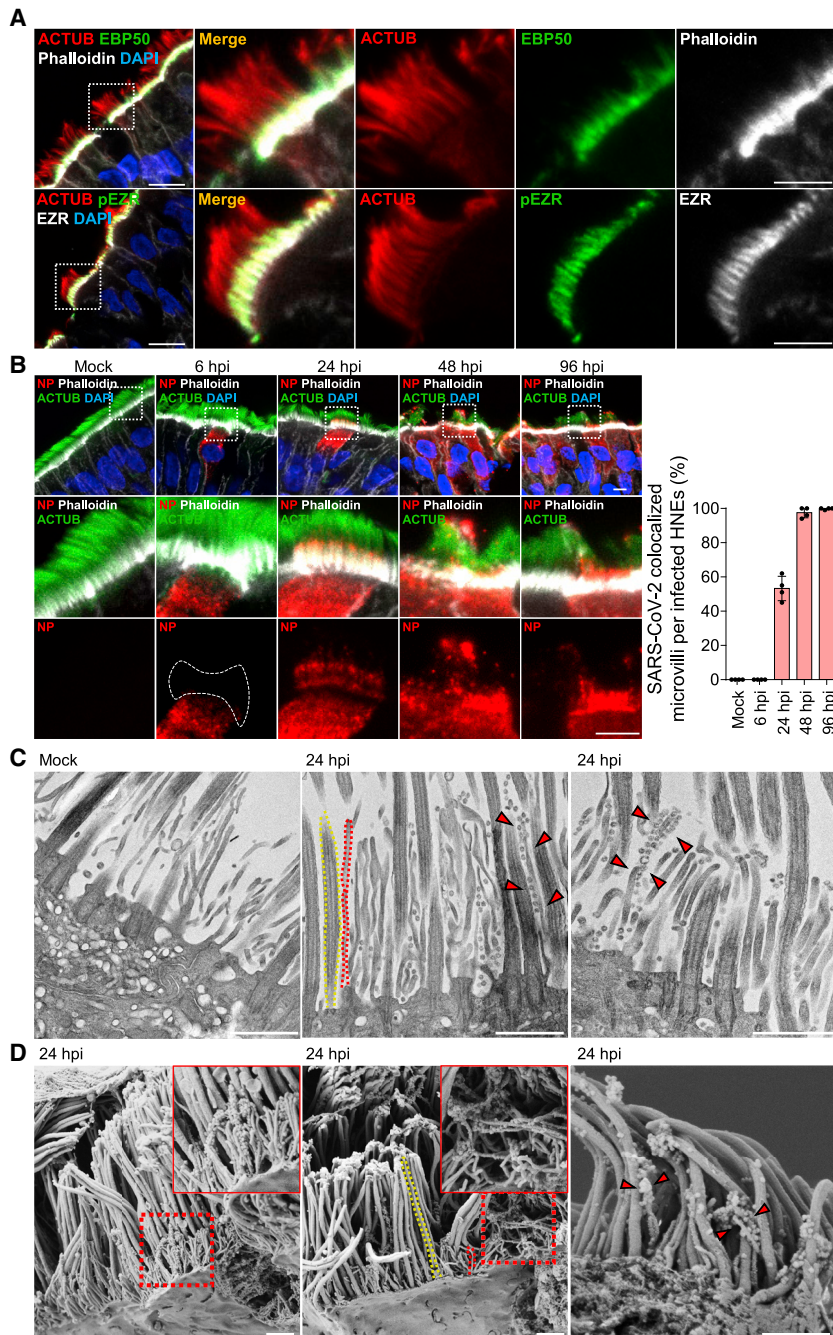 A
ACTUB EBP50
Phalloidin DAPI
Merge
ACTUB
EBP50
Phalloidin
ACTUB pEZR
EZR DAPI
Merge
ACTUB
pEZR
EZR
B
Mock
6 hpi
24 hpi
48 hpi
96 hpi
NP Phalloidin
ACTUB DAPI
NP Phalloidin
ACTUB DAPI
NP Phalloidin
ACTUB DAPI
NP Phalloidin
ACTUB DAPI
NP Phalloidin
ACTUB DAPI
NP Phalloidin
ACTUB
NP Phalloidin
ACTUB
NP Phalloidin
ACTUB
NP Phalloidin
ACTUB
NP Phalloidin
ACTUB
NP
NP
NP
NP
NP
SARS-CoV-2 colocalized
microvilli per infected HNEs (%)
100
80
60
40
20
0
Mock
6 hpi
24 hpi
48 hpi
96 hpi
C
Mock
24 hpi
24 hpi
D
24 hpi
24 hpi
24 hpi